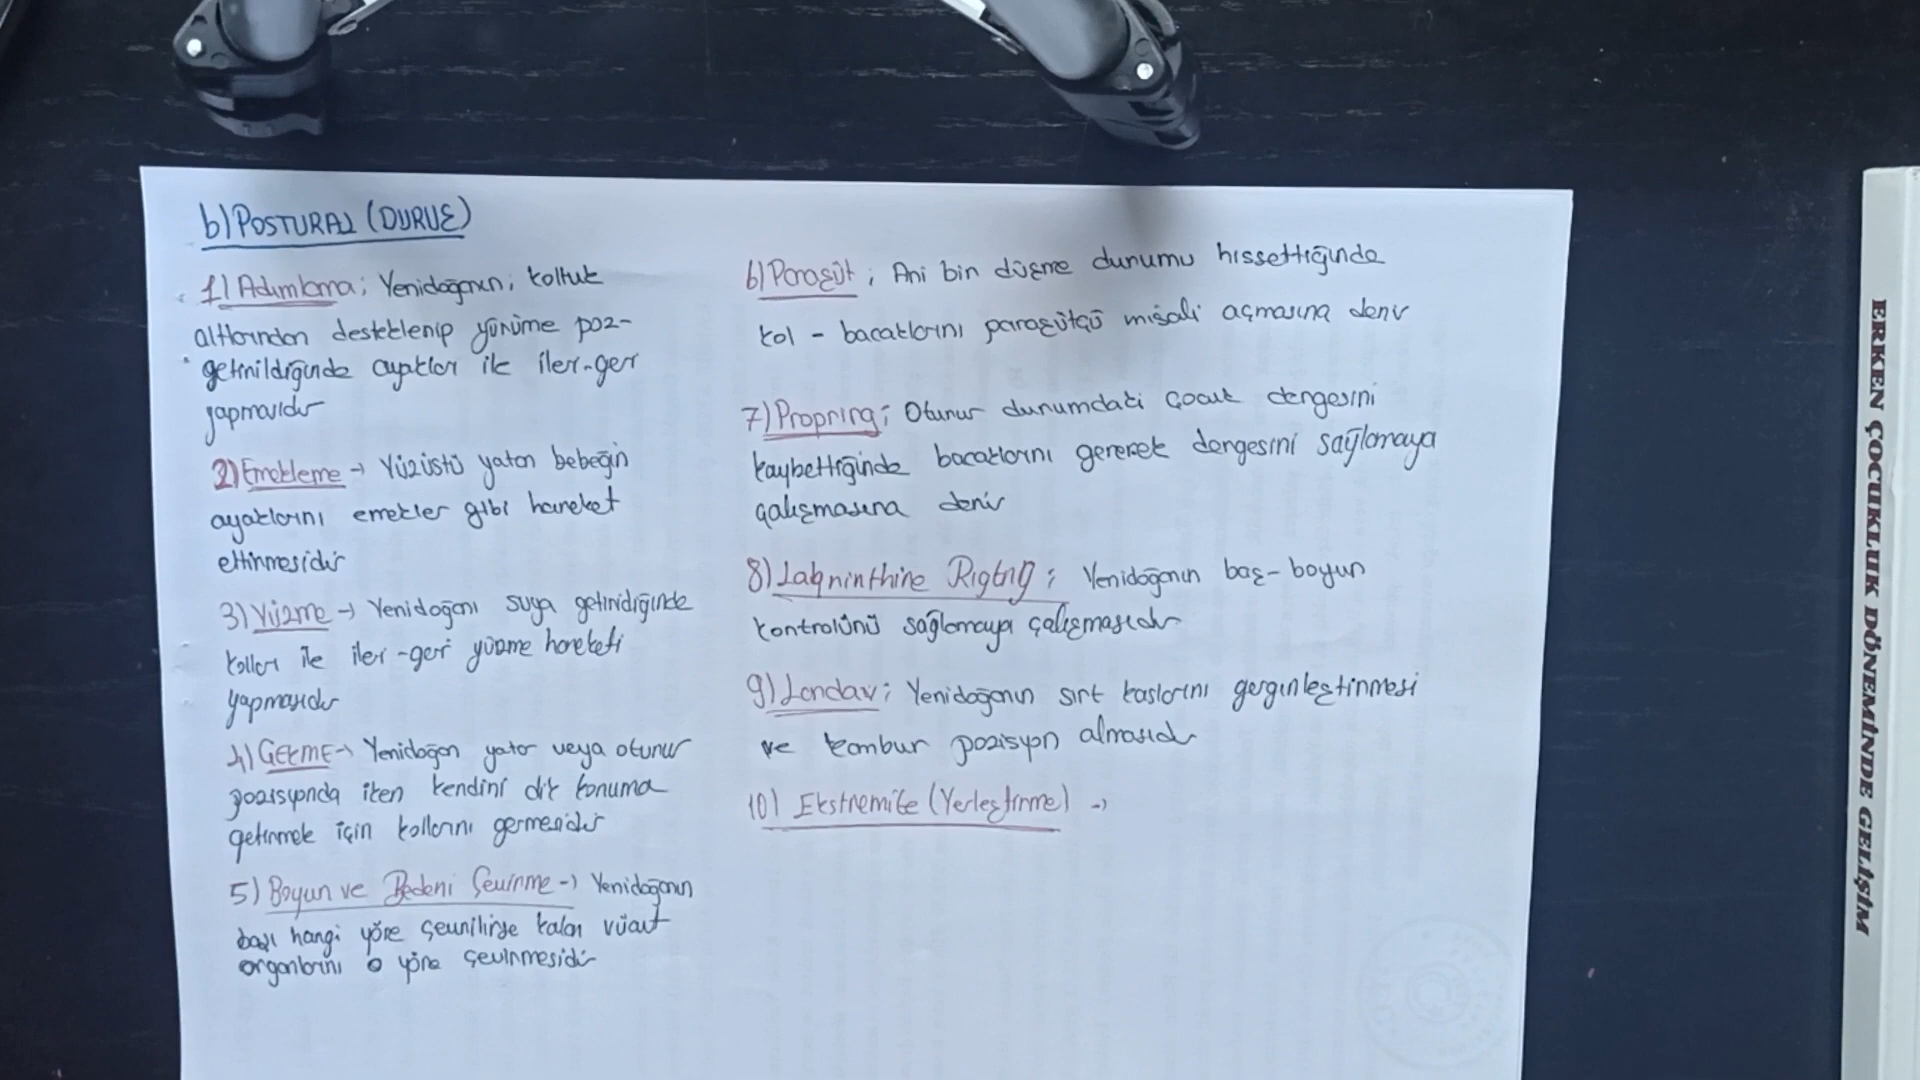 b) POSTURAL (DURUŞ)
1) Adımlama; Yenidoğanın; koltuk
altlarından desteklenip yürüme poz-
getirildiğinde ayaklar ile ileri-geri
yapmasıdır
2) Emekleme → Yüzüstü yatan bebeğin
ayaklarını emekler gibi hareket
ettirmesidir
3) Yüzme → Yenidoğanı suya getirildiğinde
kolları ile ileri-geri yüzme hareketi
yapmasıdır
4) Çekme → Yenidoğan yatar veya oturur
pozisyonda iken kendini dik konuma
getirmek için kollarını germesidir
5) Boyun ve Bedeni Çevirme → Yenidoğanın
başı hangi yöne çevrilirse kalan vücut
organlarını o yöne çevirmesidir
6) Paraşüt; Ani bir düşme durumu hissettiğinde
kol - bacaklarını paraşütçü misali açmasına denir
7) Propring; Oturur durumdaki çocuk dengesini
kaybettiğinde bacaklarını gererek dengesini sağlamaya
çalışmasına denir
8) Labrinthine Rigtng; Yenidoğanın baş-boyun
kontrolünü sağlamaya çalışmasıdır
9) Landau; Yenidoğanın sırt kaslarını gerginleştirmesi
ve kambur pozisyon almasıdır
10) Ekstremite (Yerleştirme) →
ERKEN ÇOCUKLUK DÖNEMİNDE GELİŞİM